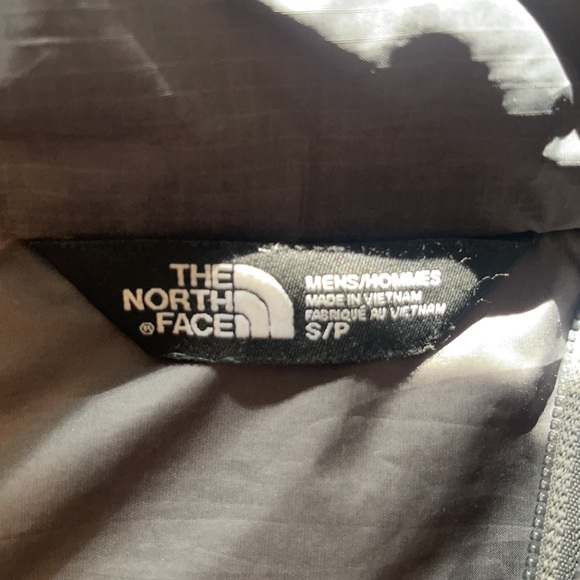 THE
NORTH
® FACE
MENS/HOMMES
MADE IN VIETNAM
FABRIQUÉ AU VIETNAM
S/P